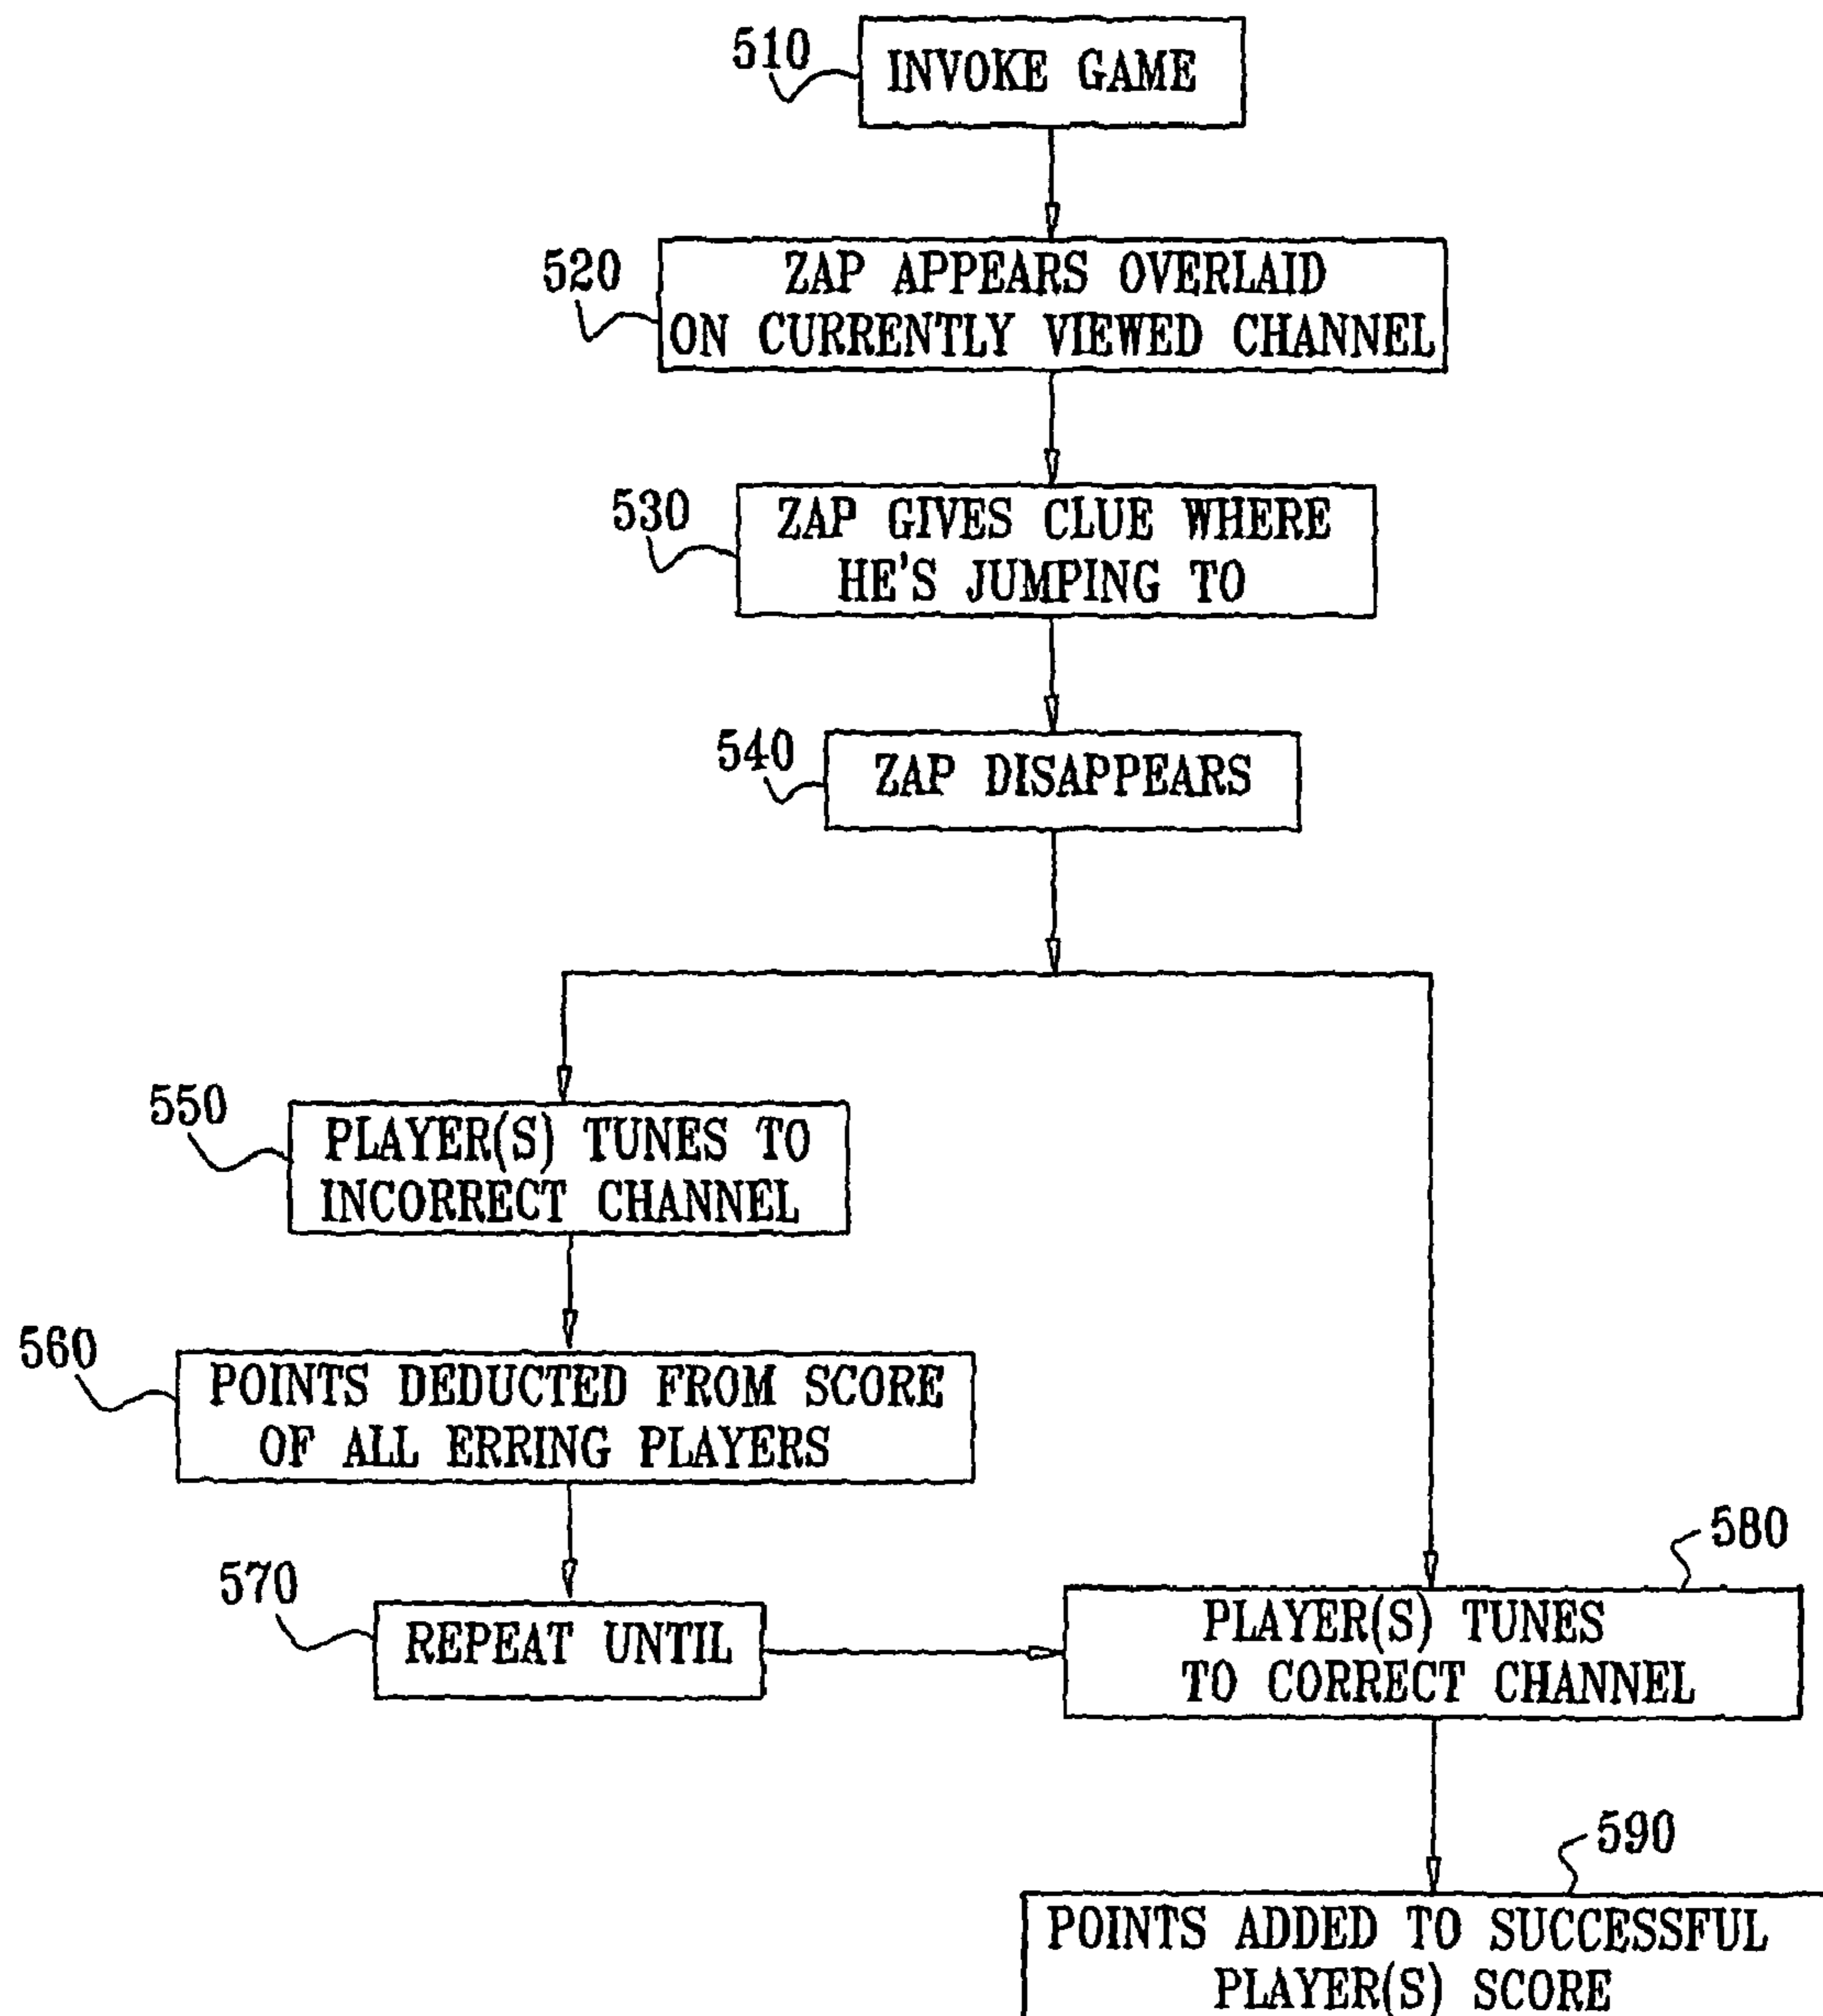 510
INVOKE GAME
520
ZAP APPEARS OVERLAID
ON CURRENTLY VIEWED CHANNEL
530
ZAP GIVES CLUE WHERE
HE'S JUMPING TO
540
ZAP DISAPPEARS
550
PLAYER(S) TUNES TO
INCORRECT CHANNEL
560
POINTS DEDUCTED FROM SCORE
OF ALL ERRING PLAYERS
570
REPEAT UNTIL
580
PLAYER(S) TUNES
TO CORRECT CHANNEL
590
POINTS ADDED TO SUCCESSFUL
PLAYER(S) SCORE